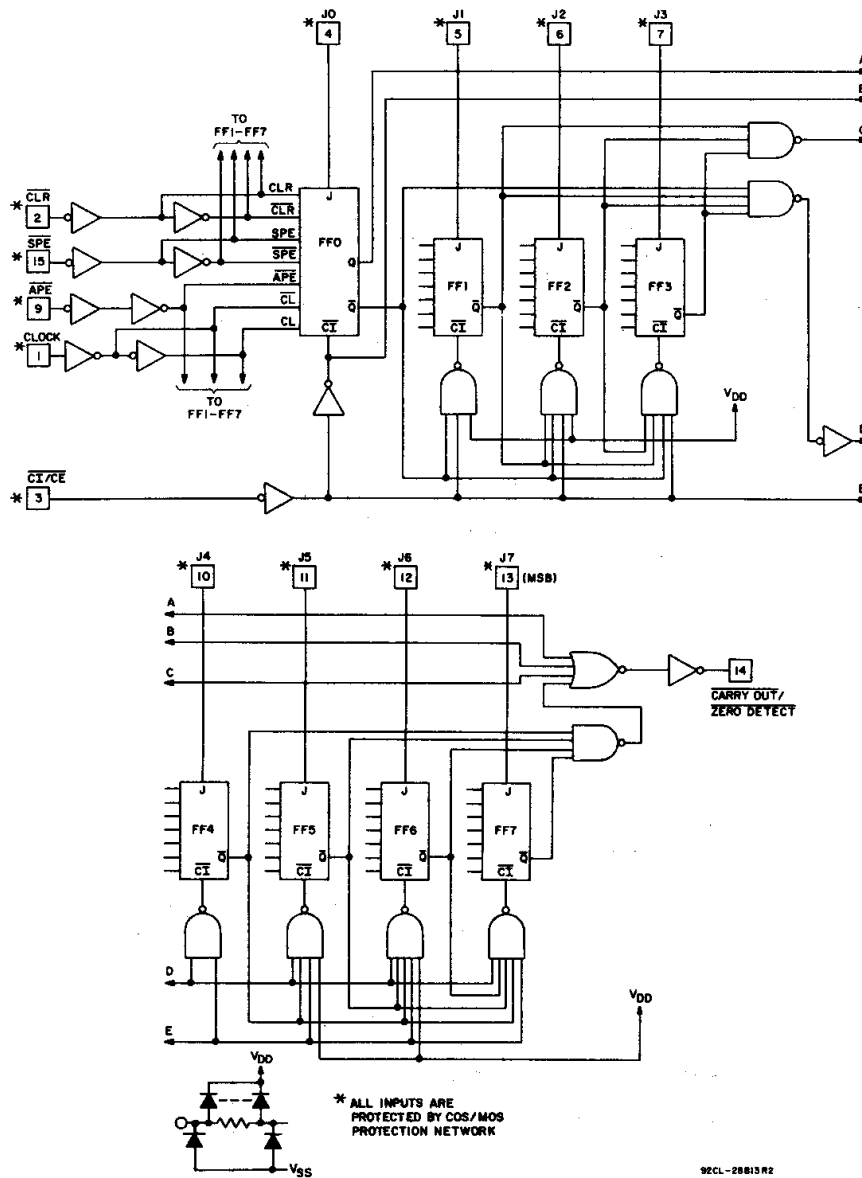 J0 J1 J2 J3
* 4 * 5 * 6 * 7
A
B
TO
FF1-FF7
C
CLR
* 2
CLR
J
CLR
SPE
* 15
SPE
FF0
SPE
Q
APE
* 9
APE
CL
Q
CL
CI
* CLOCK
1
TO
FF1-FF7
J FF1 Q CI
J FF2 Q CI
J FF3 Q CI
VDD
D
CI/CE
* 3
E
J4 J5 J6 J7
* 10 * 11 * 12 * 13 (MSB)
A
B
C
14
CARRY OUT/
ZERO DETECT
J J J J
FF4 Q FF5 Q FF6 Q FF7 Q
CI CI CI CI
D
E
VDD
VDD
VSS
* ALL INPUTS ARE
PROTECTED BY COS/MOS
PROTECTION NETWORK
92CL-28813R2